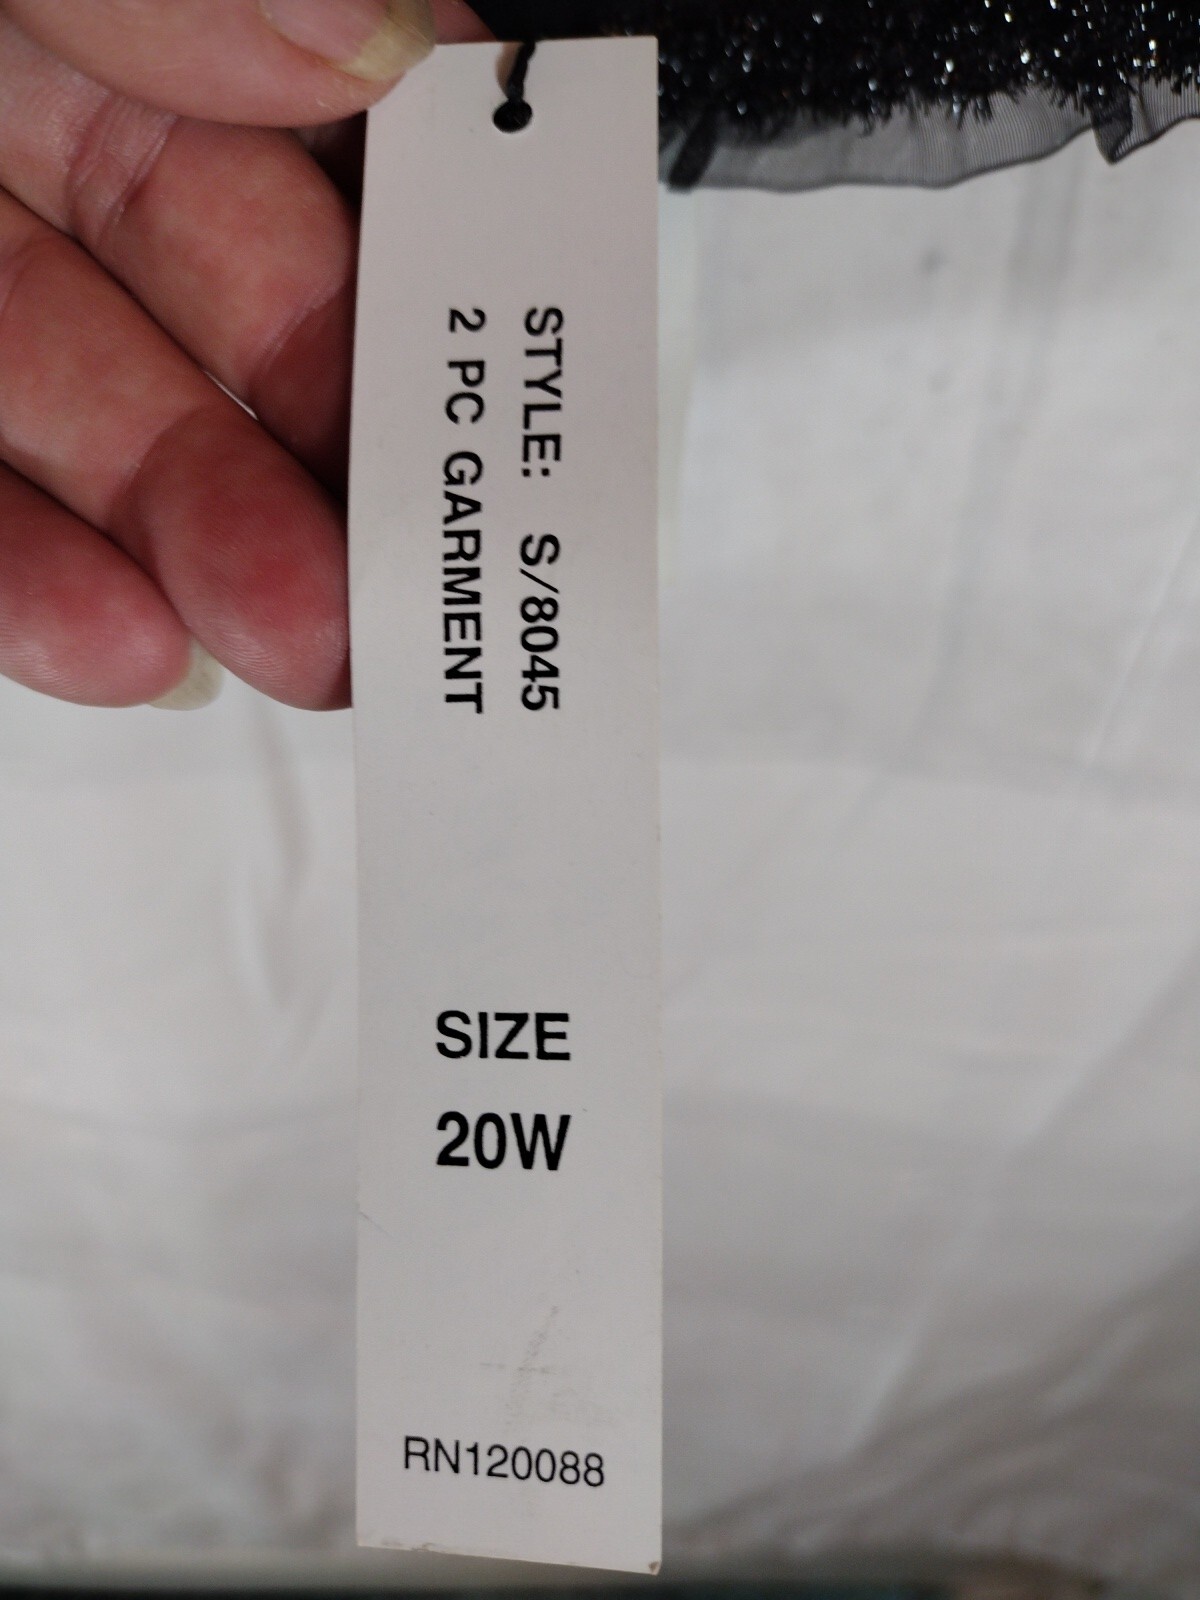 STYLE: S/8045
2 PC GARMENT
SIZE
20W
RN120088